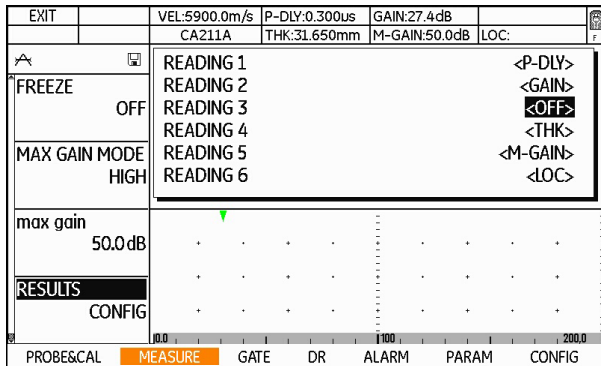 EXIT VEL:5900.0m/s P-DLY:0.300us GAIN:27.4dB
CA211A THK:31.650mm M-GAIN:50.0dB LOC:
READING 1 <P-DLY>
FREEZE READING 2 <GAIN>
OFF READING 3 <OFF>
READING 4 <THK>
MAX GAIN MODE READING 5 <M-GAIN>
HIGH READING 6 <LOC>
max gain
50.0dB
RESULTS
CONFIG
0.0 100 200,0
PROBE&CAL MEASURE GATE DR ALARM PARAM CONFIG